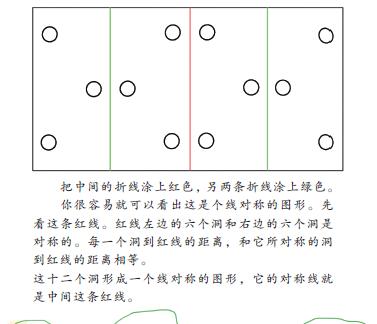 把中间的折线涂上红色，另两条折线涂上绿色。
你很容易就可以看出这是个线对称的图形。先
看这条红线。红线左边的六个洞和右边的六个洞是
对称的。每一个洞到红线的距离，和它所对称的洞
到红线的距离相等。
这十二个洞形成一个线对称的图形，它的对称线就
是中间这条红线。